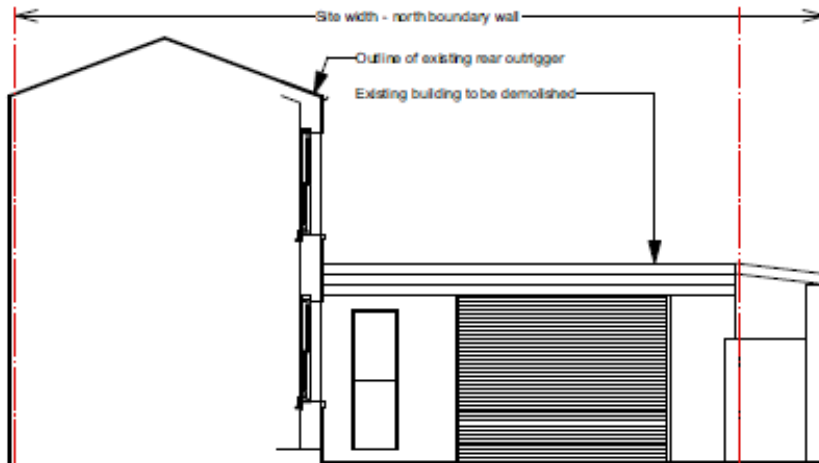 Site width - north boundary wall
Outline of existing rear outrigger
Existing building to be demolished